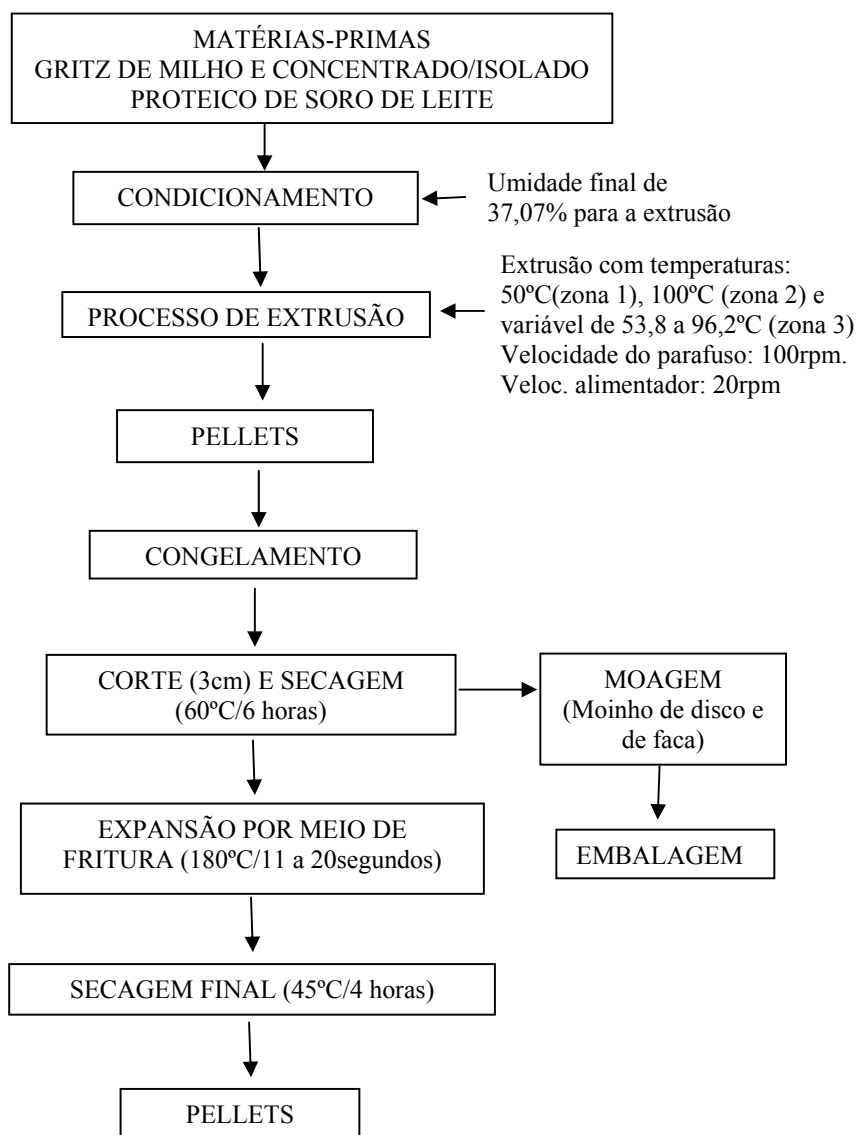 MATÉRIAS-PRIMAS
GRITZ DE MILHO E CONCENTRADO/ISOLADO
PROTEICO DE SORO DE LEITE
CONDICIONAMENTO
Umidade final de
37,07% para a extrusão
PROCESSO DE EXTRUSÃO
Extrusão com temperaturas:
50ºC(zona 1), 100ºC (zona 2) e
variável de 53,8 a 96,2ºC (zona 3)
Velocidade do parafuso: 100rpm.
Veloc. alimentador: 20rpm
PELLETS
CONGELAMENTO
CORTE (3cm) E SECAGEM
(60ºC/6 horas)
MOAGEM
(Moinho de disco e
de faca)
EXPANSÃO POR MEIO DE
FRITURA (180ºC/11 a 20segundos)
EMBALAGEM
SECAGEM FINAL (45ºC/4 horas)
PELLETS